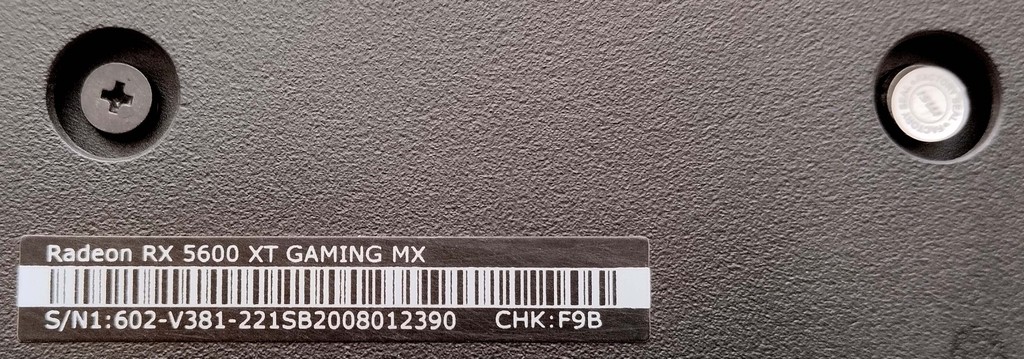 Radeon RX 5600 XT GAMING MX
S/N1:602-V381-221SB2008012390 CHK:F9B